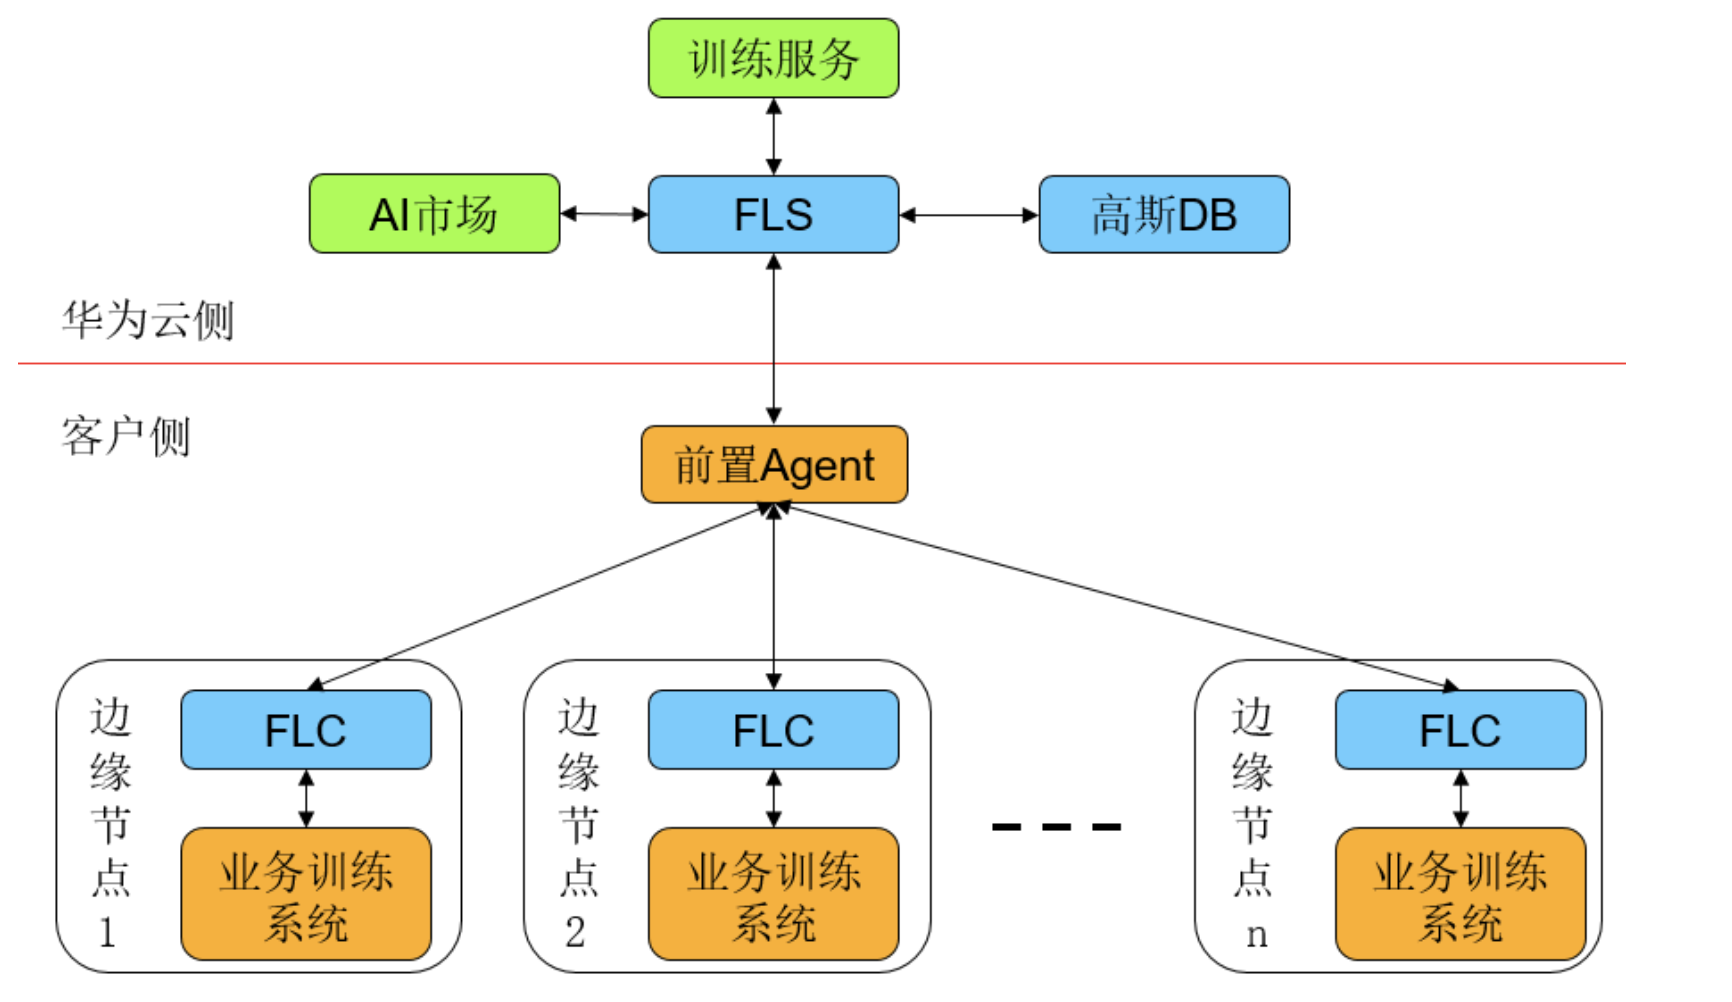 训练服务
AI市场
FLS
高斯DB
华为云侧
客户侧
前置Agent
边缘节点1
FLC
业务训练
系统
边缘节点2
FLC
业务训练
系统
边缘节点n
FLC
业务训练
系统